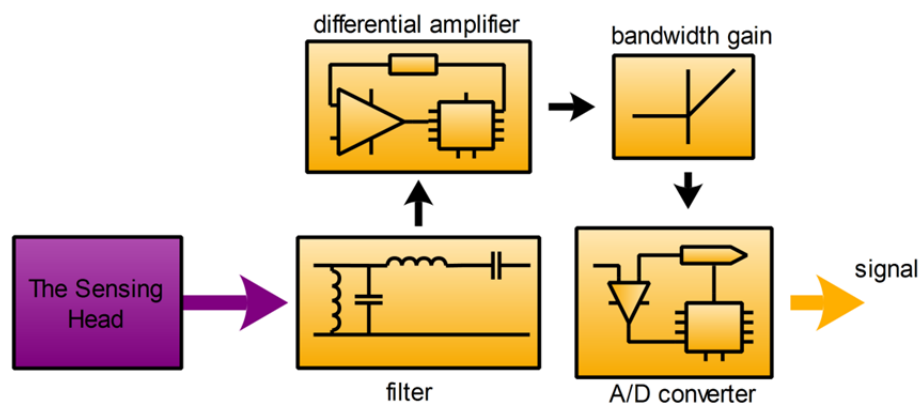 differential amplifier
bandwidth gain
The Sensing
Head
signal
filter
A/D converter